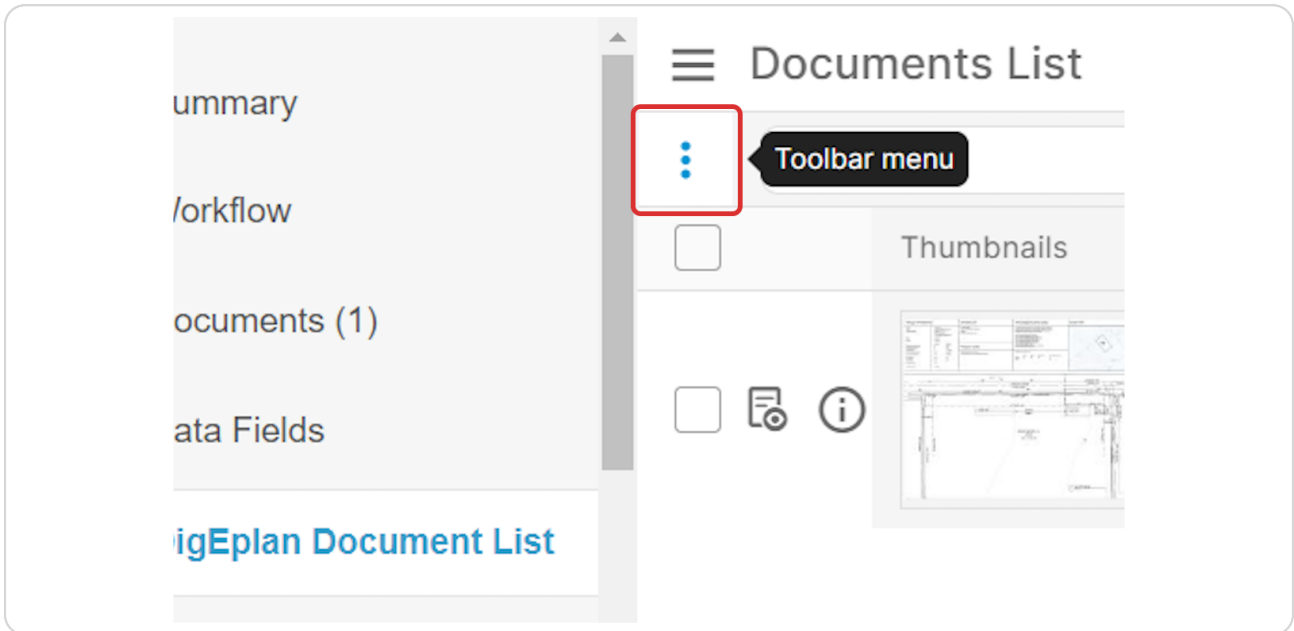 ummary
orkflow
ocuments (1)
ata Fields
igEplan Document List
Documents List
Toolbar menu
Thumbnails